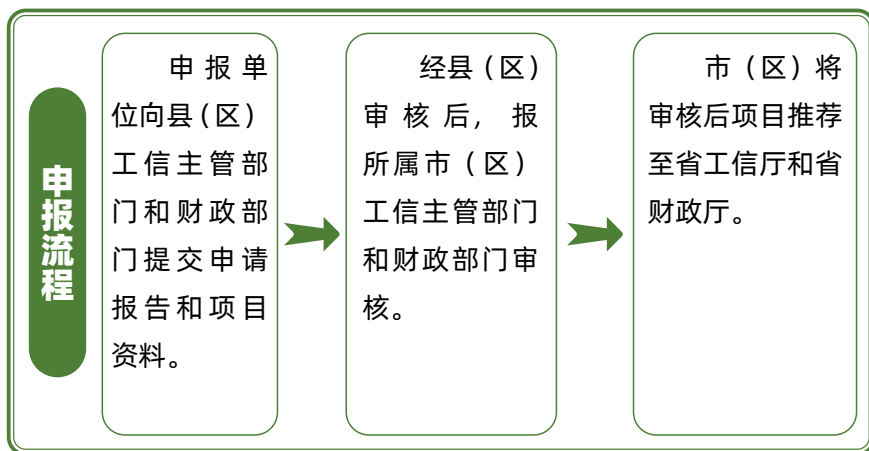 申报流程
申报单
位向县（区）
工信主管部
门和财政部
门提交申请
报告和项目
资料。
经县（区）
审核后，报
所属市（区）
工信主管部门
和财政部门审
核。
市（区）将
审核后项目推荐
至省工信厅和省
财政厅。